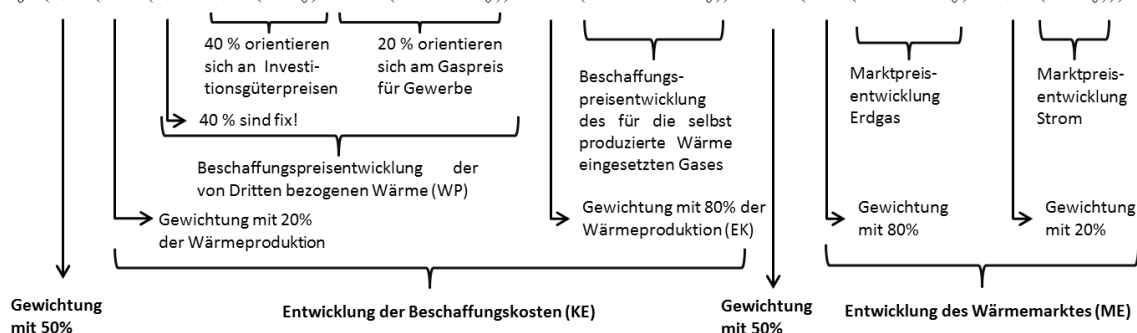 40 % orientieren
sich an Investi-
tionsgüterpreisen
20 % orientieren
sich am Gaspreis
für Gewerbe
40 % sind fix!
Beschaffungspreisentwicklung der
von Dritten bezogenen Wärme (WP)
Beschaffungs-
preisentwicklung
des für die selbst
produzierte Wärme
eingesetzten Gases
Marktpreis-
entwicklung
Erdgas
Marktpreis-
entwicklung
Strom
Gewichtung mit 20%
der Wärmeproduktion
Gewichtung mit 80% der
Wärmeproduktion (EK)
Gewichtung
mit 80%
Gewichtung
mit 20%
Gewichtung
mit 50%
Entwicklung der Beschaffungskosten (KE)
Gewichtung
mit 50%
Entwicklung des Wärmemarktes (ME)